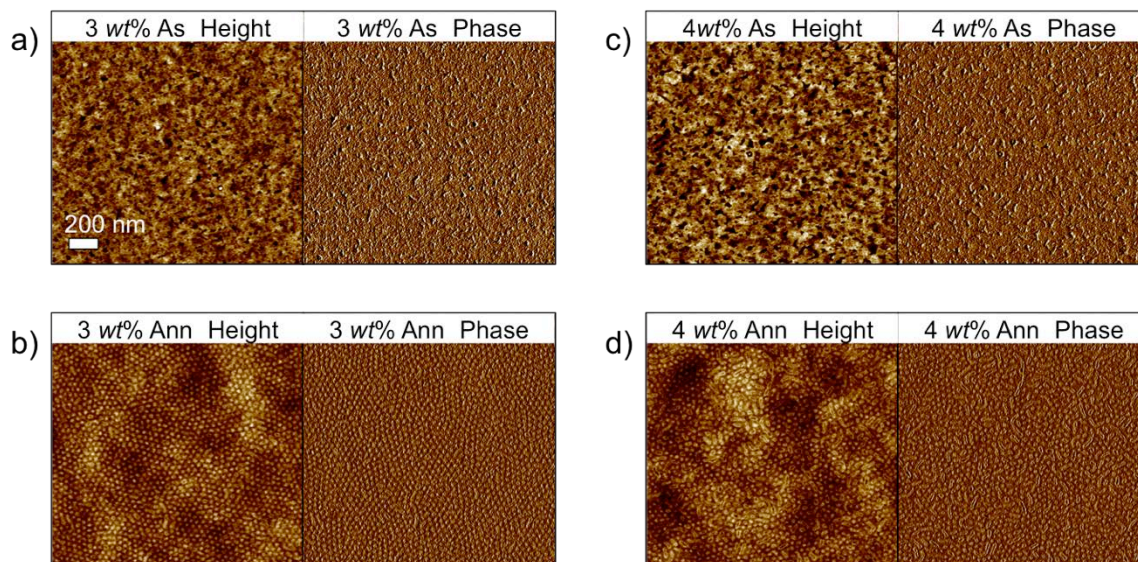 a)
3 wt% As Height
3 wt% As Phase
200 nm
c)
4wt% As Height
4 wt% As Phase
b)
3 wt% Ann Height
3 wt% Ann Phase
d)
4 wt% Ann Height
4 wt% Ann Phase